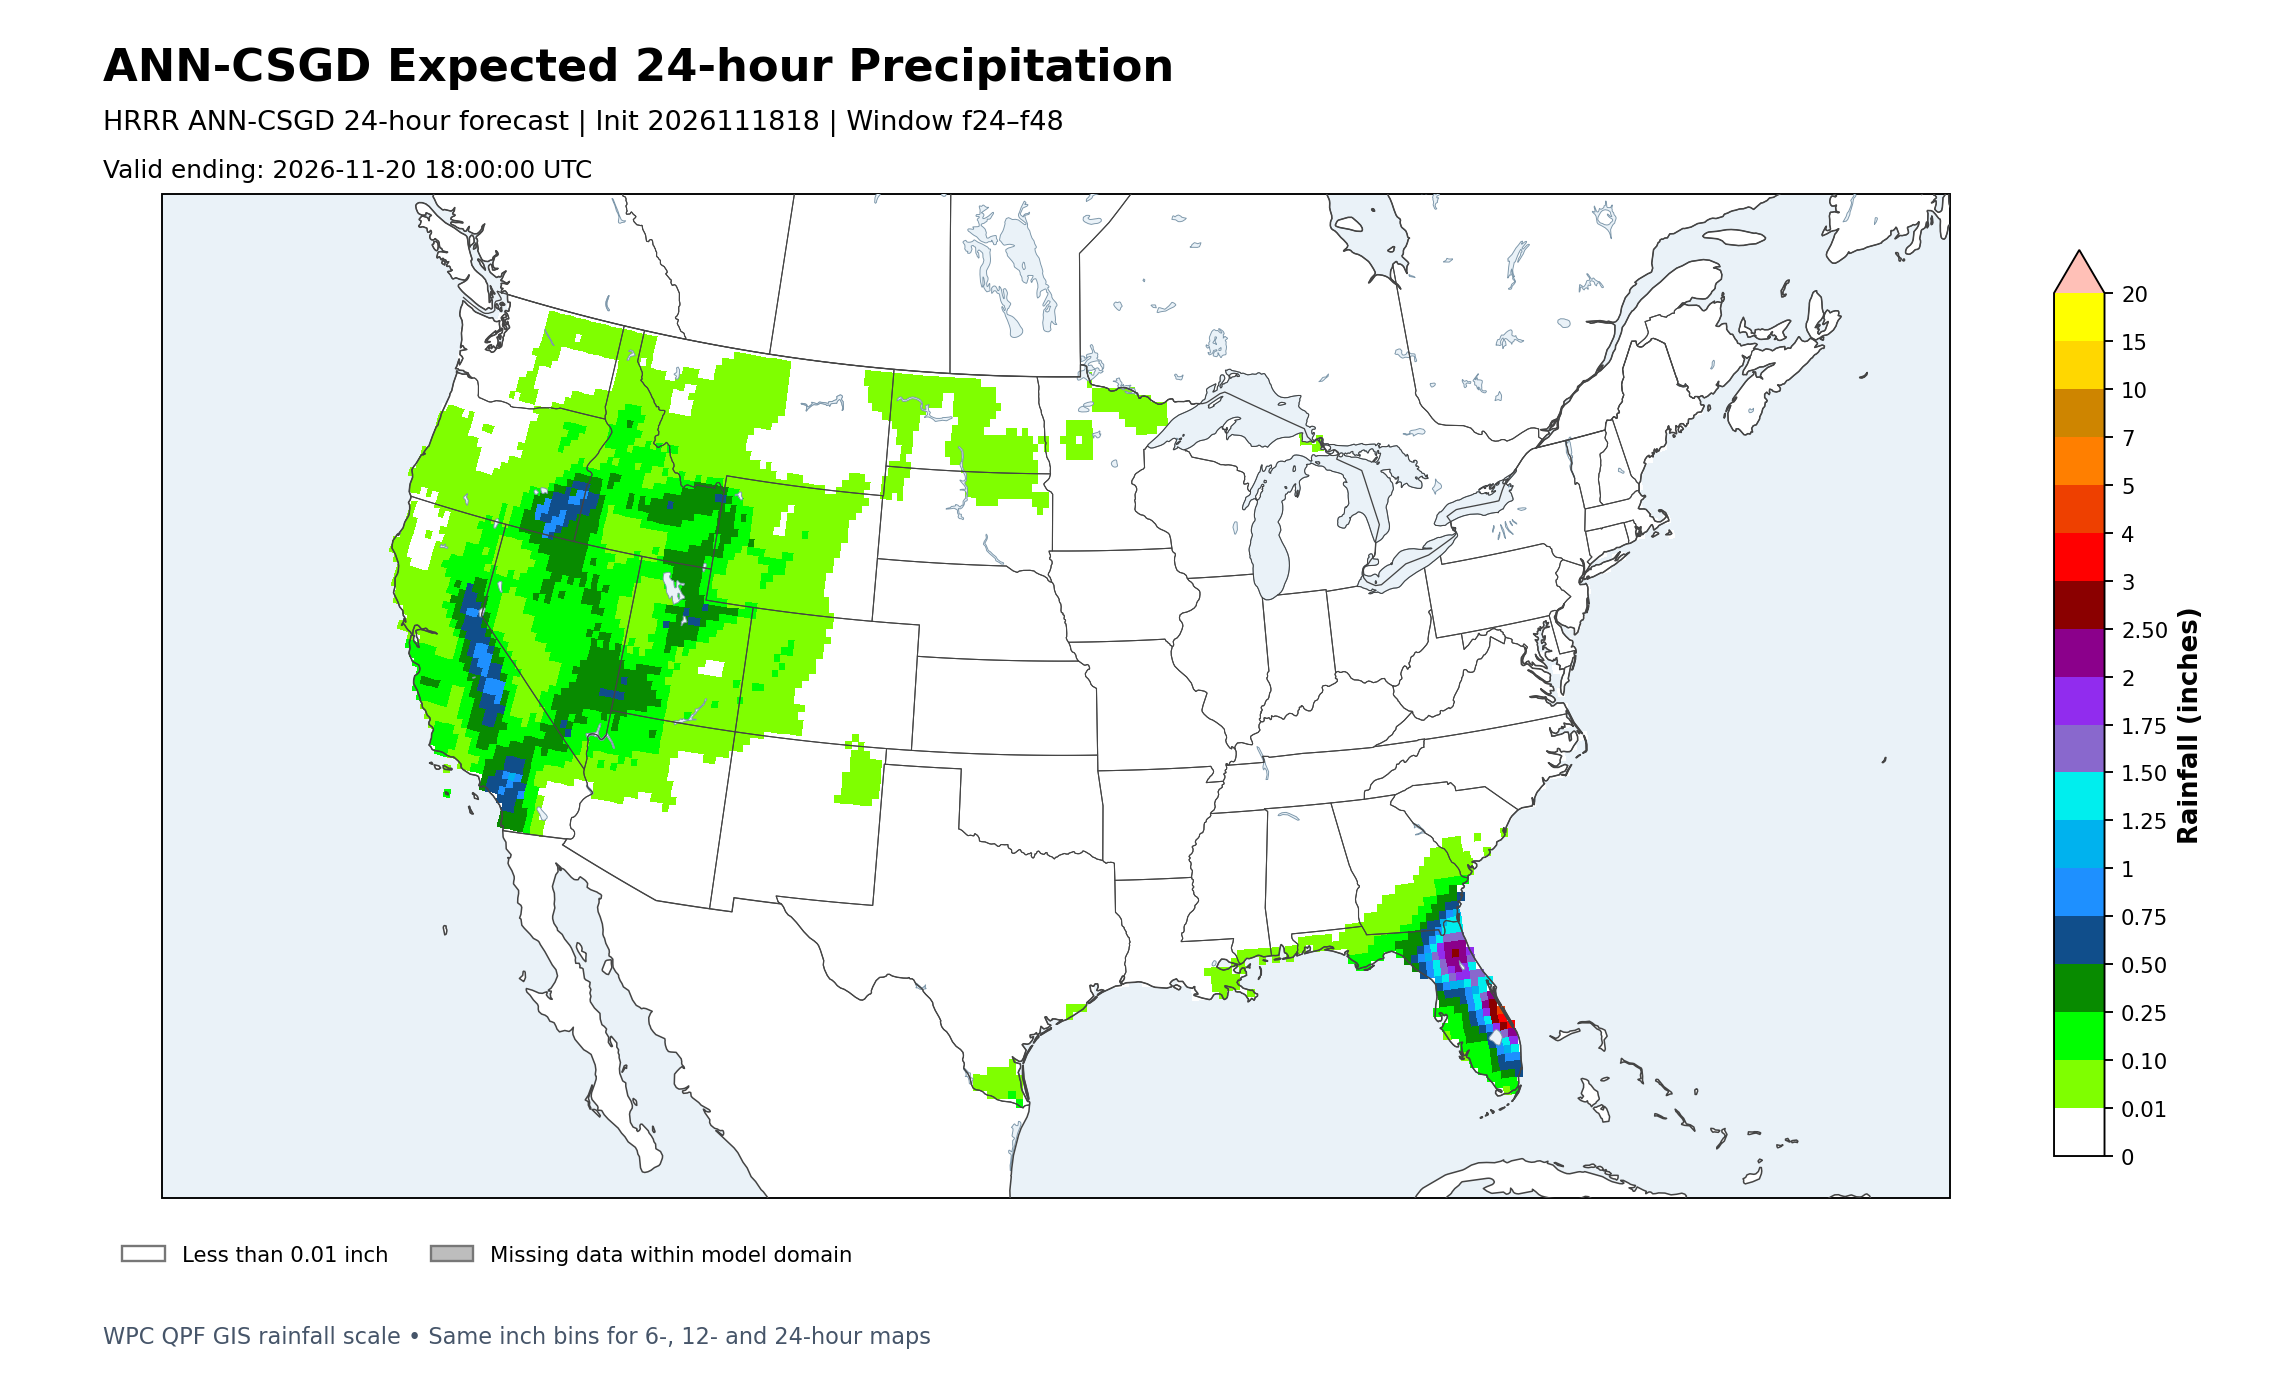 ANN-CSGD Expected 24-hour Precipitation
HRRR ANN-CSGD 24-hour forecast | Init 2026111818 | Window f24–f48
Valid ending: 2026-11-20 18:00:00 UTC
20
15
10
7
5
4
3
2.50
2
1.75
1.50
1.25
1
0.75
0.50
0.25
0.10
0.01
0
Rainfall (inches)
Less than 0.01 inch
Missing data within model domain
WPC QPF GIS rainfall scale • Same inch bins for 6-, 12- and 24-hour maps